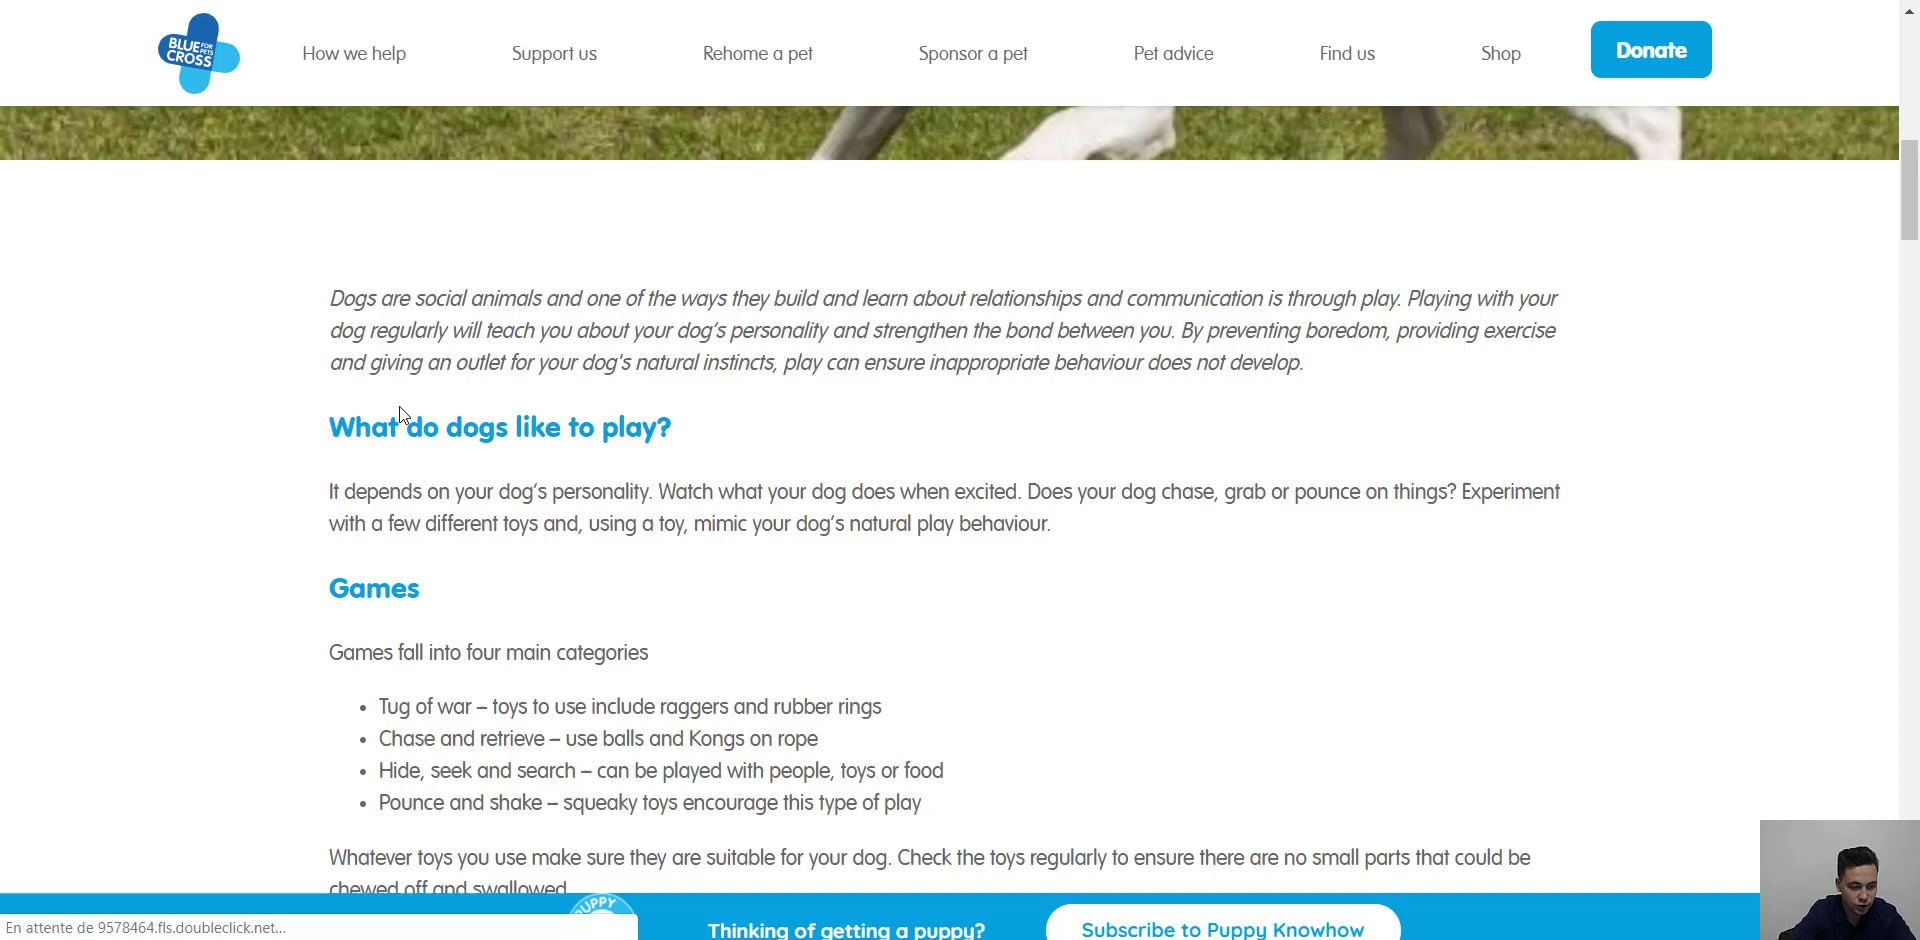 BLUE FOR PETS CROSS
How we help
Support us
Rehome a pet
Sponsor a pet
Pet advice
Find us
Shop
Donate
Dogs are social animals and one of the ways they build and learn about relationships and communication is through play. Playing with your
dog regularly will teach you about your dog’s personality and strengthen the bond between you. By preventing boredom, providing exercise
and giving an outlet for your dog's natural instincts, play can ensure inappropriate behaviour does not develop.
What do dogs like to play?
It depends on your dog’s personality. Watch what your dog does when excited. Does your dog chase, grab or pounce on things? Experiment
with a few different toys and, using a toy, mimic your dog’s natural play behaviour.
Games
Games fall into four main categories
• Tug of war – toys to use include raggers and rubber rings
• Chase and retrieve – use balls and Kongs on rope
• Hide, seek and search – can be played with people, toys or food
• Pounce and shake – squeaky toys encourage this type of play
Whatever toys you use make sure they are suitable for your dog. Check the toys regularly to ensure there are no small parts that could be
chewed off and swallowed
PUPPY
Thinking of getting a puppy?
Subscribe to Puppy Knowhow
En attente de 9578464.fls.doubleclick.net...